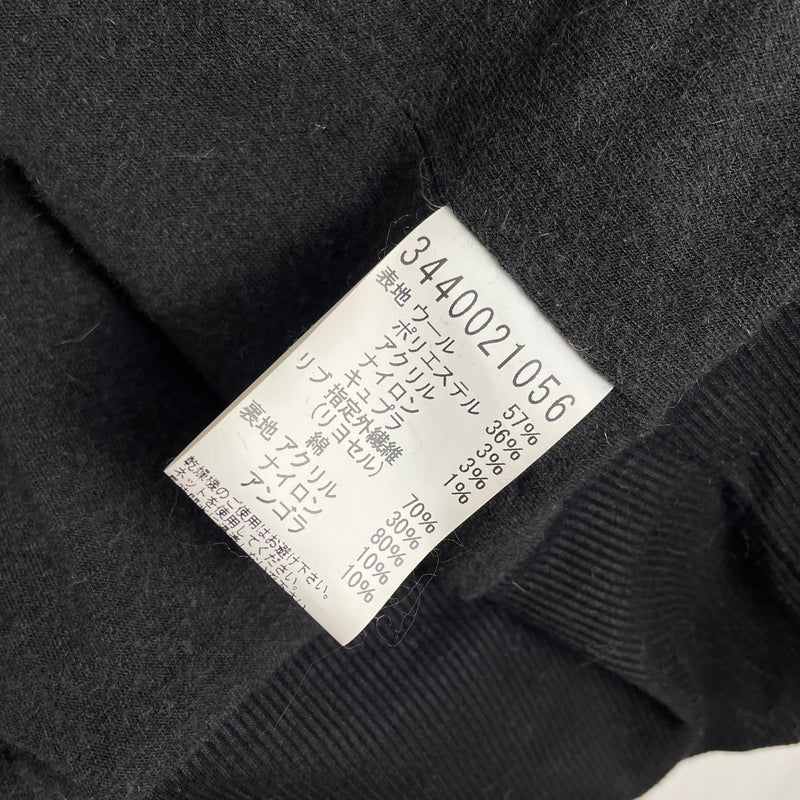 3440021056
表地 ウール 57%
ポリエステル 36%
アクリル 3%
ナイロン 3%
キュプラ 1%
リブ 指定外繊維
(リヨセル) 70%
綿 30%
裏地 アクリル 80%
ナイロン 10%
アンゴラ 10%
乾燥後のご使用はお避け下さい。
ネットを使用してください。